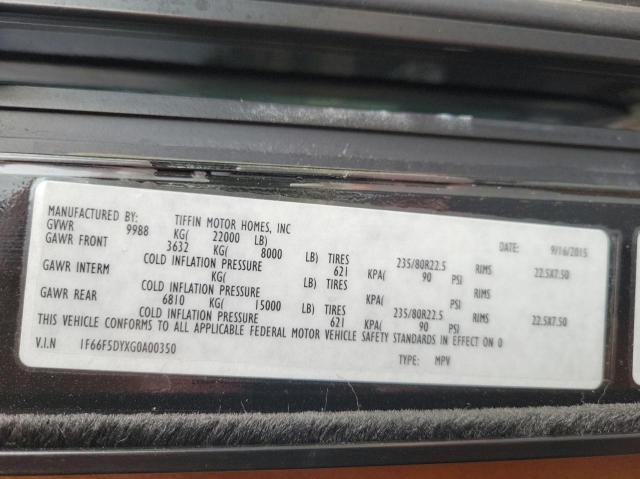 MANUFACTURED BY: TIFFIN MOTOR HOMES, INC DATE: 9/16/2015
GVWR 9988 KG( 22000 LB)
GAWR FRONT 3632 KG( 8000 LB) TIRES 235/80R22.5 RIMS 22.5X7.50
COLD INFLATION PRESSURE 621 KPA( 90 PSI
GAWR INTERM KG( LB) TIRES RIMS
COLD INFLATION PRESSURE KPA( PSI
GAWR REAR 6810 KG( 15000 LB) TIRES 235/80R22.5 RIMS 22.5X7.50
COLD INFLATION PRESSURE 621 KPA( 90 PSI
THIS VEHICLE CONFORMS TO ALL APPLICABLE FEDERAL MOTOR VEHICLE SAFETY STANDARDS IN EFFECT ON 0
V.I.N 1F66F5DYXG0A00350 TYPE: MPV